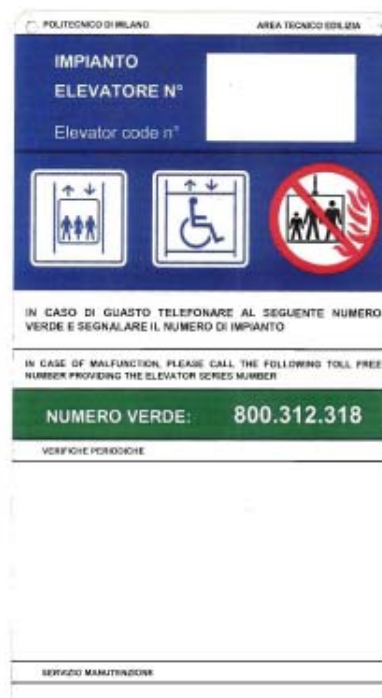 POLITECNICO DI MILANO AREA TECNICO EDILIZIA
IMPIANTO
ELEVATORE N°
Elevator code n°
IN CASO DI GUASTO TELEFONARE AL SEGUENTE NUMERO
VERDE E SEGNALARE IL NUMERO DI IMPIANTO
IN CASE OF MALFUNCTION, PLEASE CALL THE FOLLOWING TOLL FREE
NUMBER PROVIDING THE ELEVATOR SERIES NUMBER
NUMERO VERDE: 800.312.318
VERIFICHE PERIODICHE
SERVIZIO MANUTENZIONE